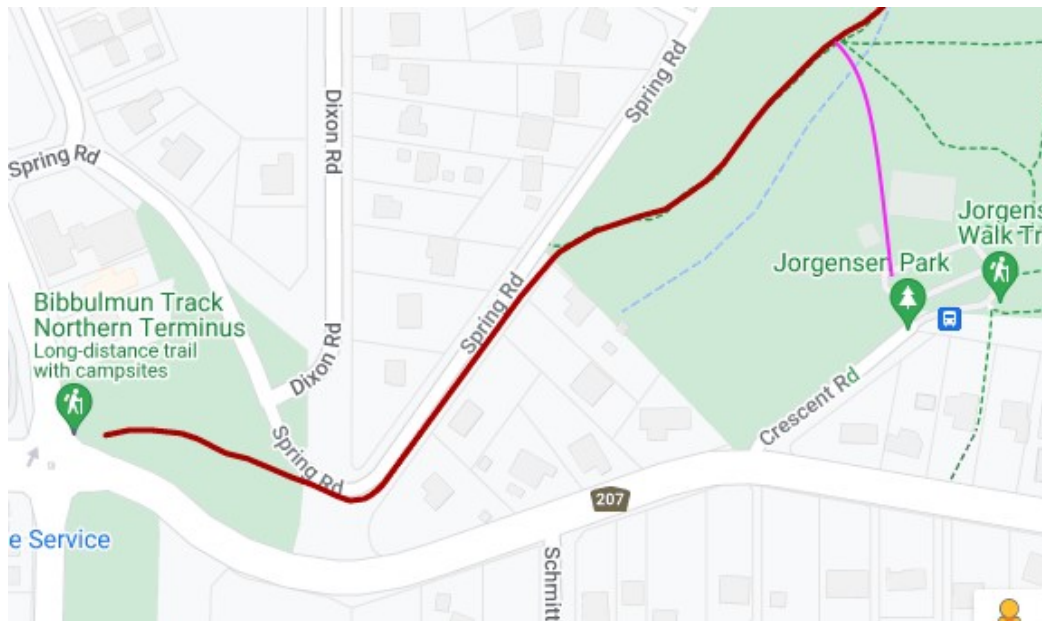 Spring Rd
Dixon Rd
Spring Rd
Jorgens
Walk Tr
Jorgensen Park
Bibbulmun Track
Northern Terminus
Long-distance trail
with campsites
Spring Rd
Dixon Rd
Crescent Rd
Spring Rd
207
e Service
Schmitt